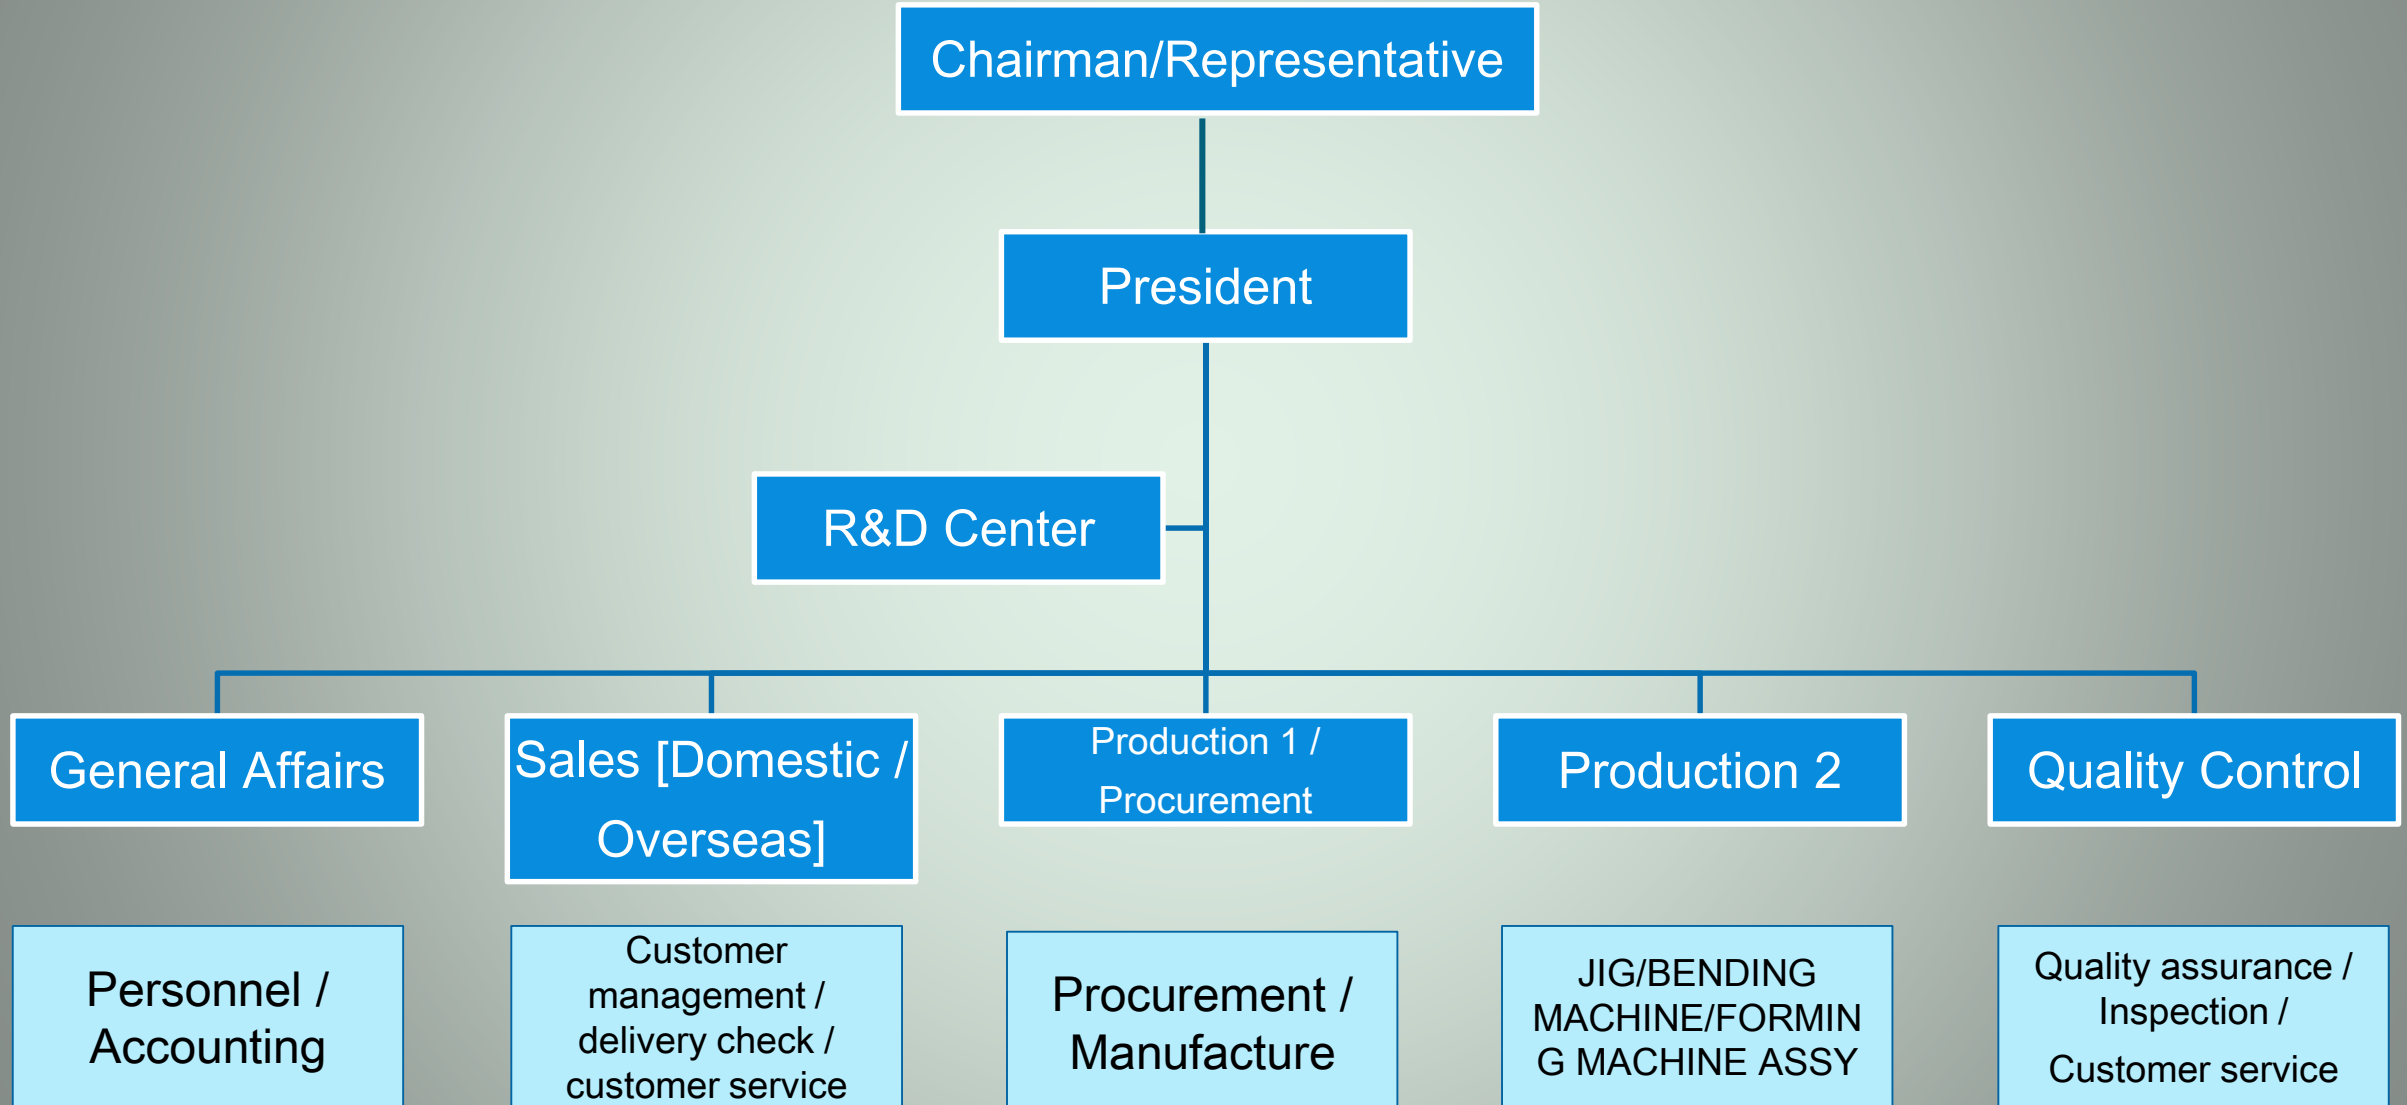 Chairman/Representative
President
R&D Center
General Affairs
Sales [Domestic /
Overseas]
Production 1 /
Procurement
Production 2
Quality Control
Personnel /
Accounting
Customer
management /
delivery check /
customer service
Procurement /
Manufacture
JIG/BENDING
MACHINE/FORMIN
G MACHINE ASSY
Quality assurance /
Inspection /
Customer service